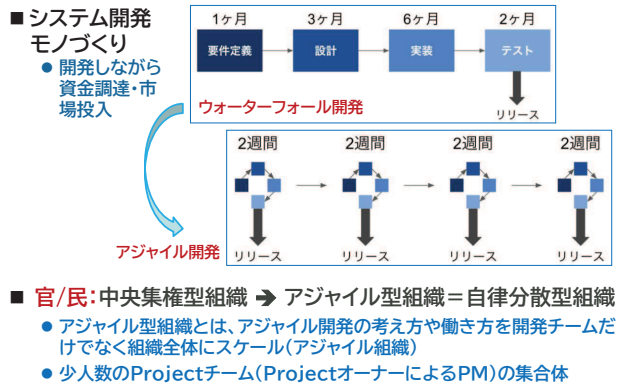 ■ システム開発
モノづくり
● 開発しながら
資金調達・市
場投入
1ヶ月 3ヶ月 6ヶ月 2ヶ月
要件定義 設計 実装 テスト
ウォーターフォール開発 リリース
2週間 2週間 2週間 2週間
アジャイル開発 リリース リリース リリース リリース
■ 官/民:中央集権型組織 ➔ アジャイル型組織=自律分散型組織
● アジャイル型組織とは、アジャイル開発の考え方や働き方を開発チームだ
けでなく組織全体にスケール(アジャイル組織)
● 少人数のProjectチーム(ProjectオーナーによるPM)の集合体